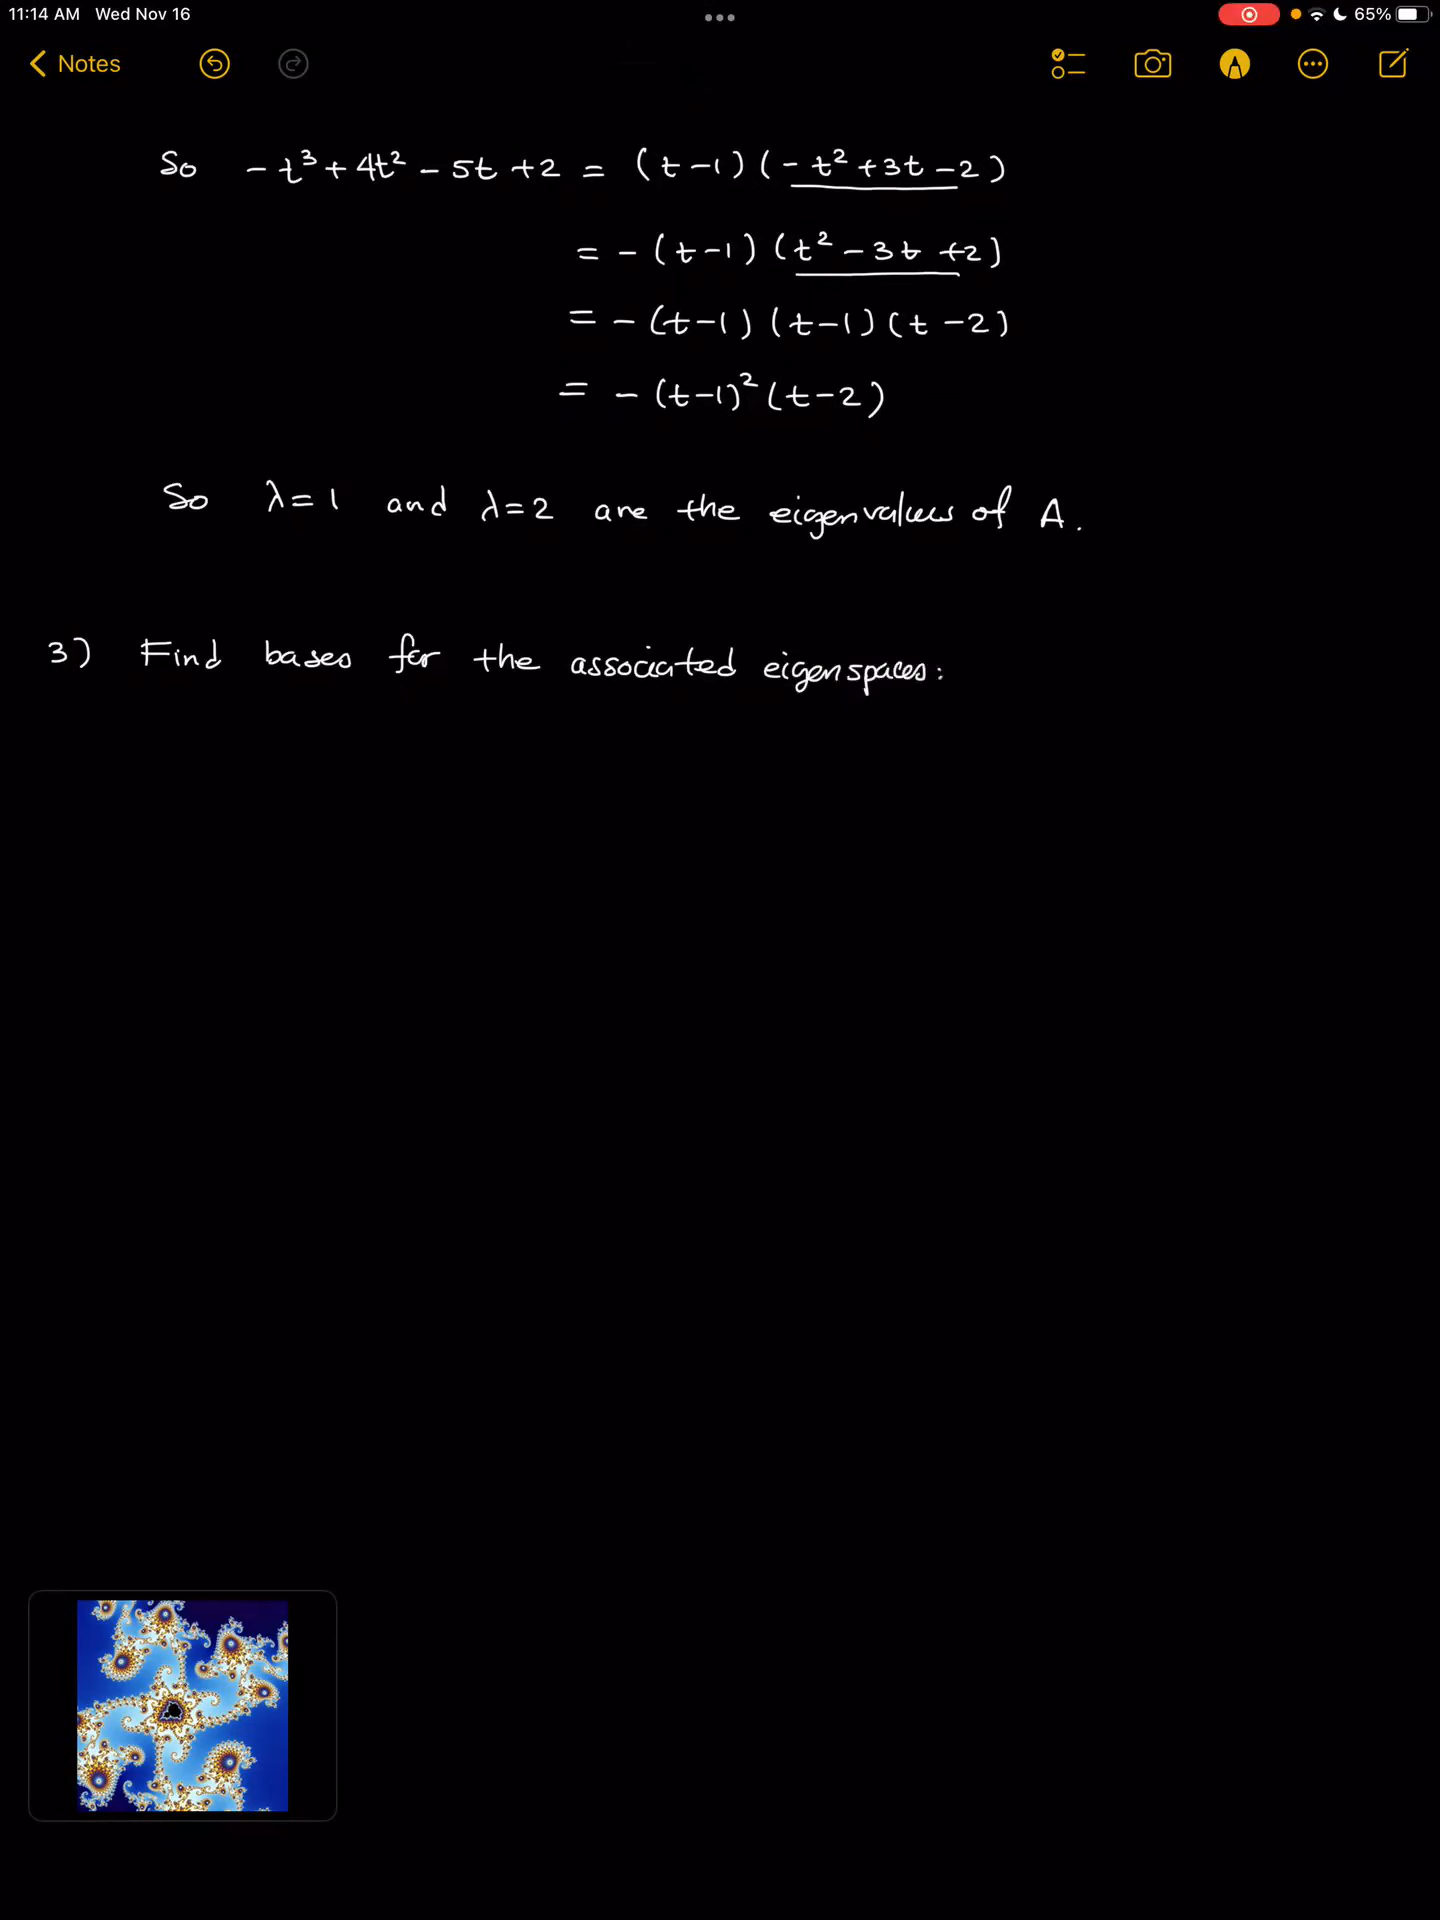 11:14 AM Wed Nov 16
65%
Notes
So -t³ + 4t² - 5t + 2 = (t-1)(-t² + 3t - 2)
= -(t-1)(t² - 3t + 2)
= -(t-1)(t-1)(t-2)
= -(t-1)²(t-2)
So λ=1 and λ=2 are the eigenvalues of A.
3) Find bases for the associated eigenspaces: